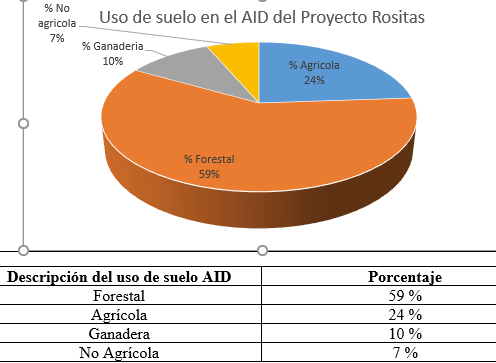 Uso de suelo en el AID del Proyecto Rositas
% No
agricola
7%
% Ganaderia
10%
% Agricola
24%
% Forestal
59%
Descripción del uso de suelo AID Porcentaje
Forestal 59 %
Agrícola 24 %
Ganadera 10 %
No Agrícola 7 %